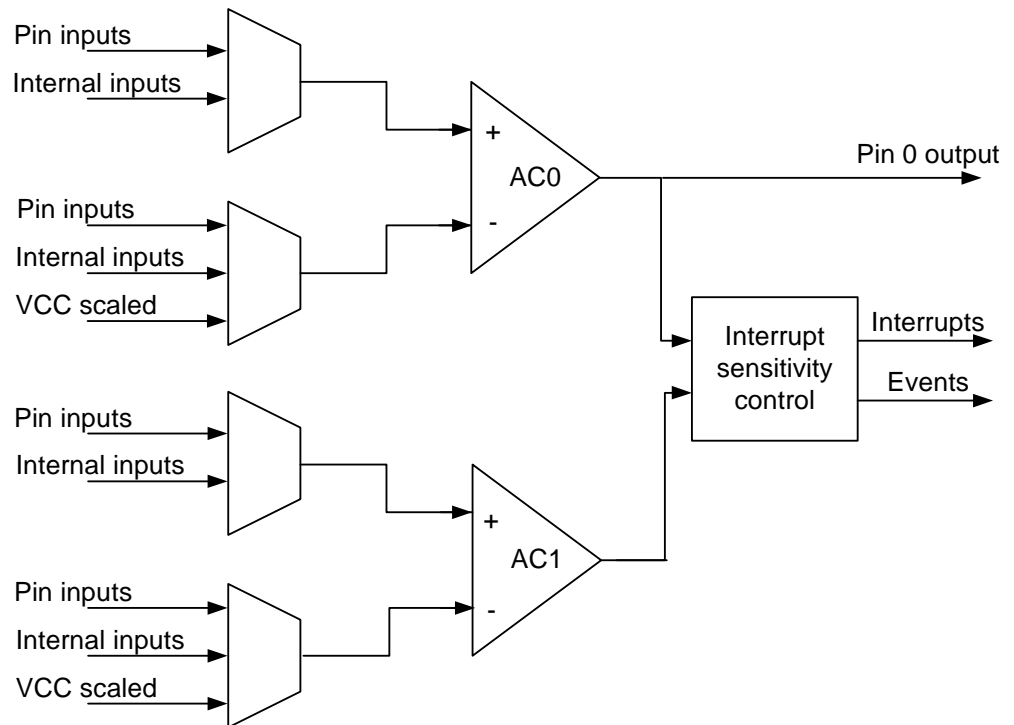 Pin inputs
Internal inputs
+
AC0
-
Pin 0 output
Pin inputs
Internal inputs
VCC scaled
Interrupt
sensitivity
control
Interrupts
Events
Pin inputs
Internal inputs
+
AC1
-
Pin inputs
Internal inputs
VCC scaled